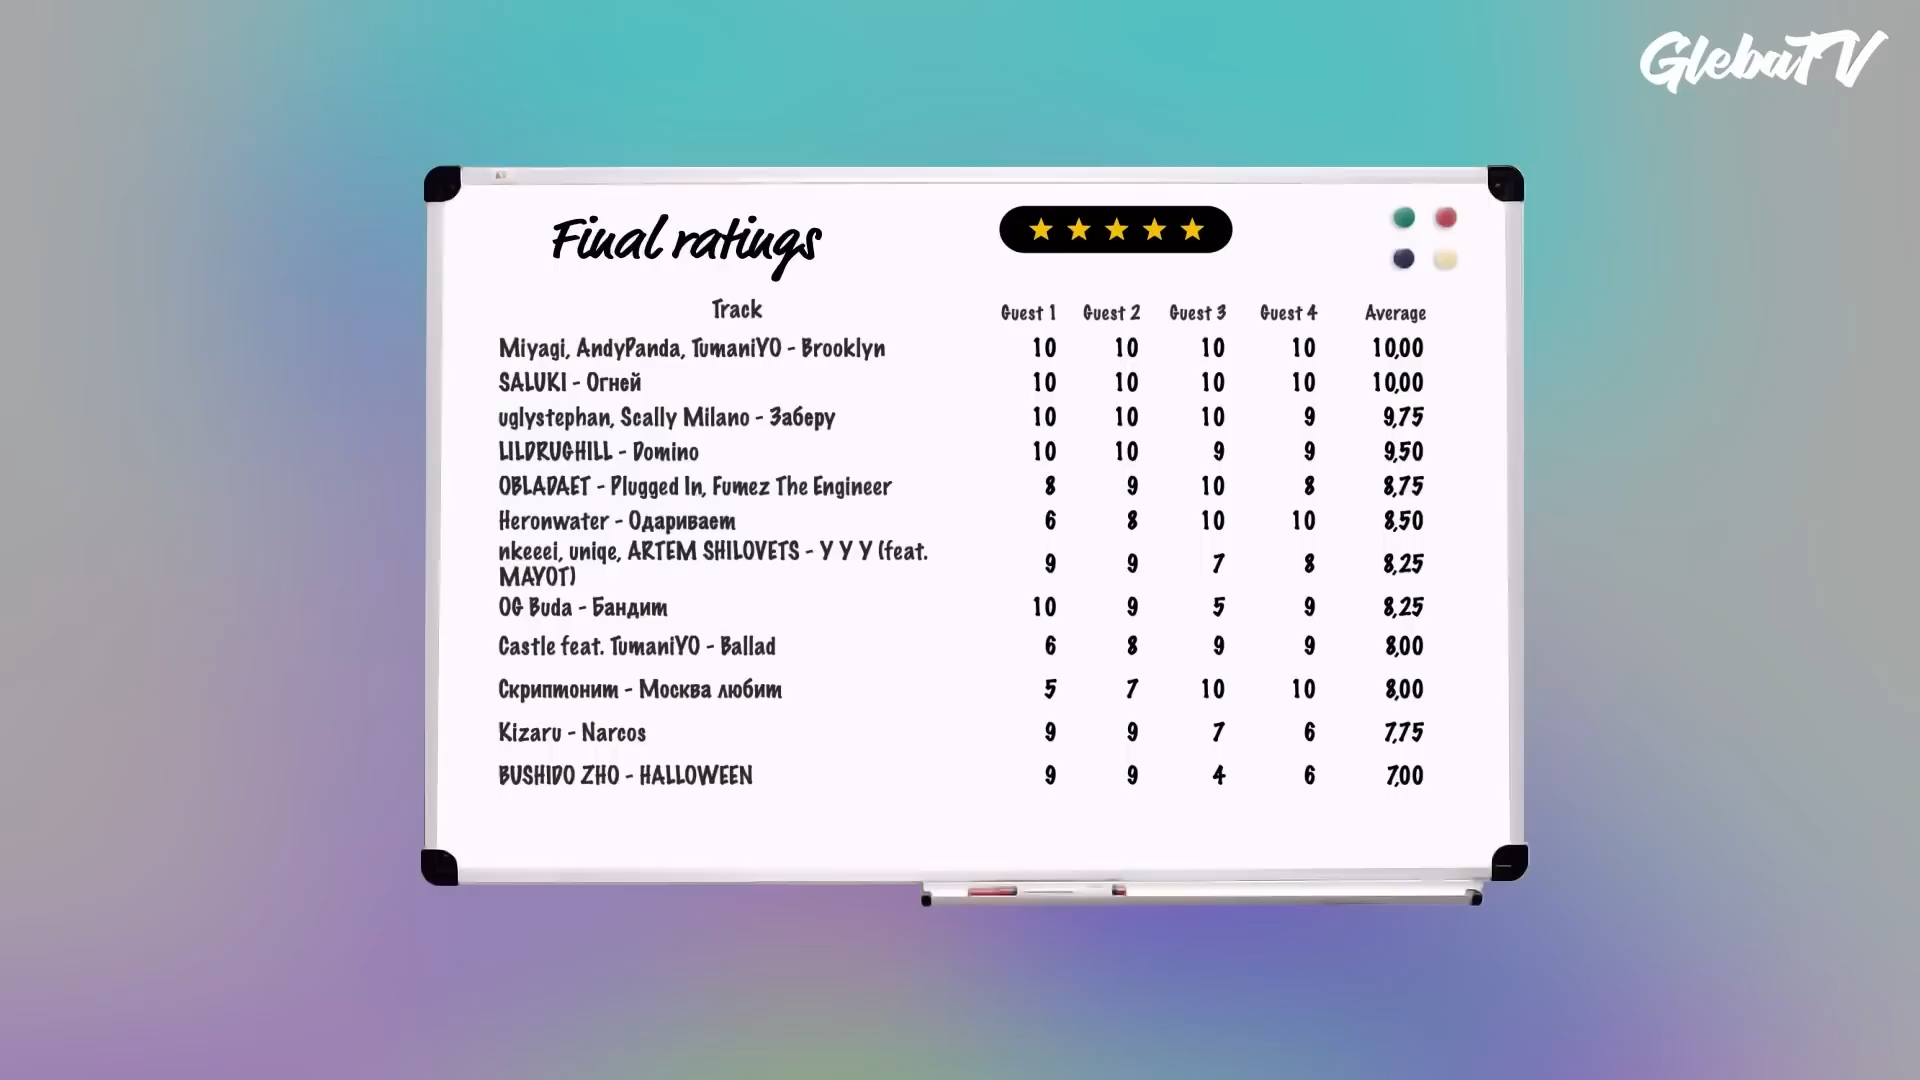 GlebaTV
Final ratings
Track Guest 1 Guest 2 Guest 3 Guest 4 Average
Miyagi, AndyPanda, TumaniYO - Brooklyn 10 10 10 10 10,00
SALUKI - Огней 10 10 10 10 10,00
uglystephan, Scally Milano - Заберу 10 10 10 9 9,75
LILDRUGHILL - Domino 10 10 9 9 9,50
OBLADAET - Plugged In, Fumez The Engineer 8 9 10 8 8,75
Heronwater - Одаривает 6 8 10 10 8,50
nkeeei, uniqe, ARTEM SHILOVETS - У У У (feat.
MAYOT) 9 9 7 8 8,25
OG Buda - Бандит 10 9 5 9 8,25
Castle feat. TumaniYO - Ballad 6 8 9 9 8,00
Скриптонит - Москва любит 5 7 10 10 8,00
Kizaru - Narcos 9 9 7 6 7,75
BUSHIDO ZHO - HALLOWEEN 9 9 4 6 7,00